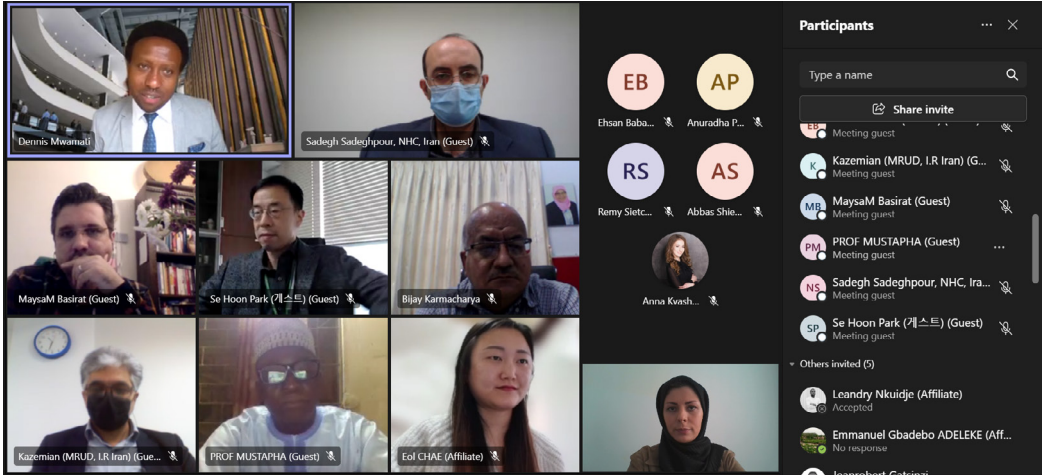 Dennis Mwamati
Sadegh Sadeghpour, NHC, Iran (Guest)
MaysaM Basirat (Guest)
Se Hoon Park (게스트) (Guest)
Bijay Karmacharya
Kazemian (MRUD, I.R Iran) (Gue...
PROF MUSTAPHA (Guest)
Eol CHAE (Affiliate)
EB
AP
Ehsan Baba...
Anuradha P...
RS
AS
Remy Sietc...
Abbas Shie...
Anna Kvash...
Participants
Type a name
Share invite
EB
K
Kazemian (MRUD, I.R Iran) (G...
Meeting guest
MB
MaysaM Basirat (Guest)
Meeting guest
PM
PROF MUSTAPHA (Guest)
Meeting guest
NS
Sadegh Sadeghpour, NHC, Ira...
Meeting guest
SP
Se Hoon Park (게스트) (Guest)
Meeting guest
Others invited (5)
Leandry Nkuidje (Affiliate)
Accepted
Emmanuel Gbadebo ADELEKE (Aff...
No response